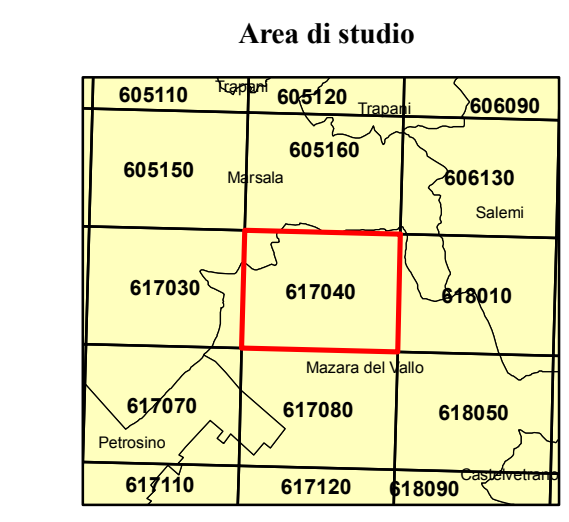 Area di studio
Trapani
605110
605120
Trapani
606090
605160
605150
Marsala
606130
Salemi
617030
617040
618010
Mazara del Vallo
617070
617080
618050
Petrosino
Castelvetrano
617110
617120
618090